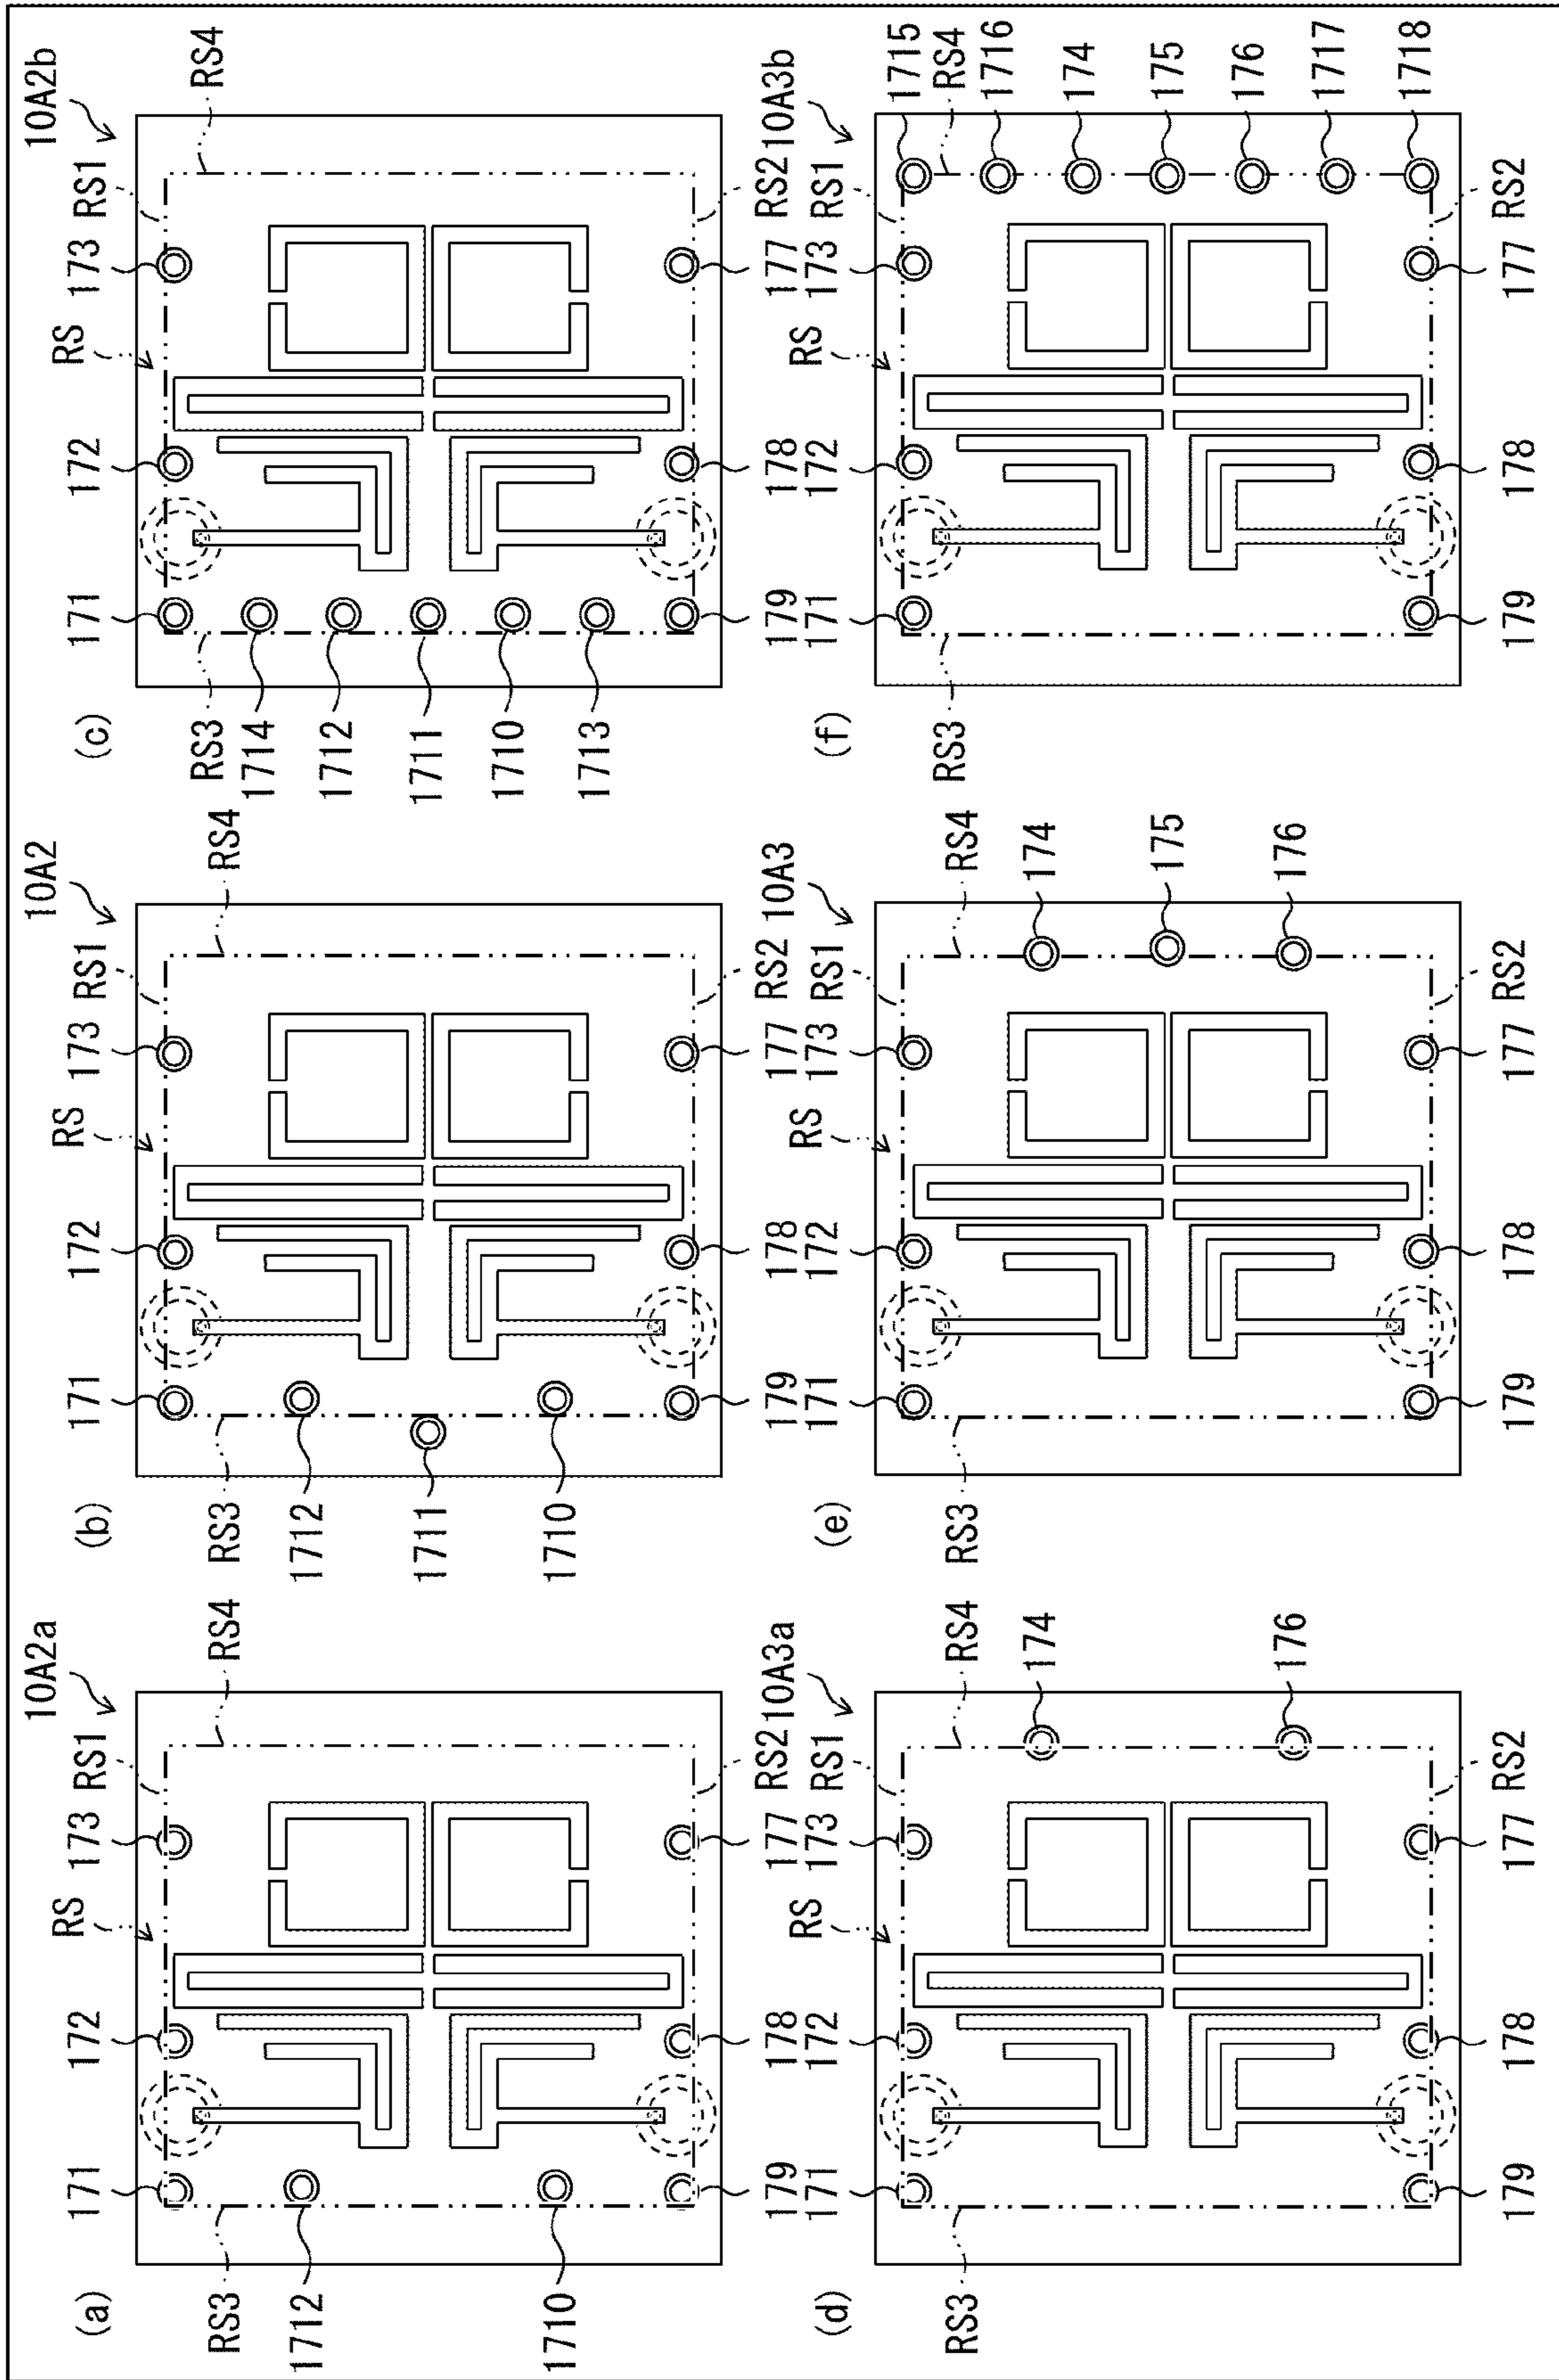 (a)
10A2a
171
172
RS
173
RS1
RS4
RS3
1712
1710
179
178
177
RS2
(b)
10A2
171
172
RS
173
RS1
RS4
RS3
1712
1711
1710
179
178
177
RS2
(c)
10A2b
171
172
RS
173
RS1
RS4
RS3
1714
1712
1711
1710
1713
179
178
177
RS2
(d)
10A3a
171
172
RS
173
RS1
RS4
174
176
RS3
179
178
177
RS2
(e)
10A3
171
172
RS
173
RS1
RS4
174
175
176
RS3
179
178
177
RS2
(f)
10A3b
171
172
RS
173
RS1
1715
RS4
1716
174
175
176
1717
1718
RS3
179
178
177
RS2